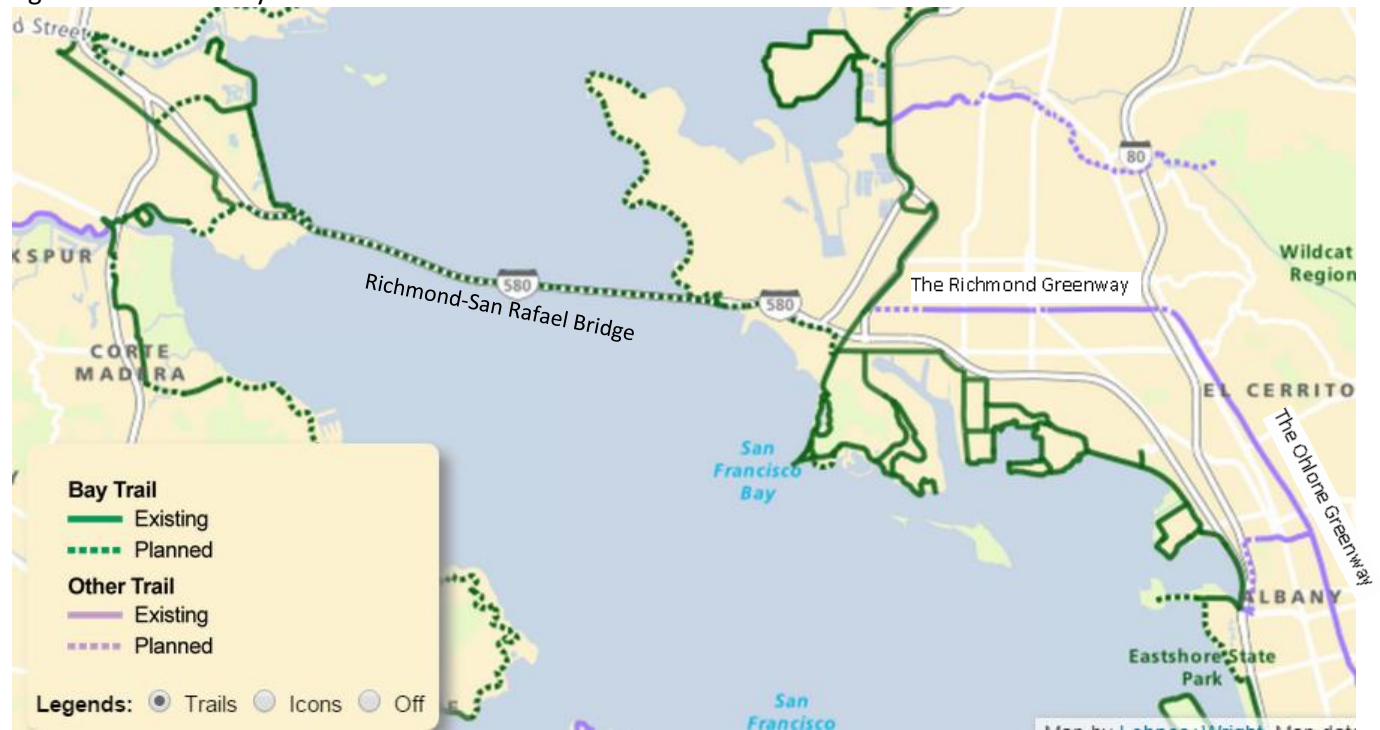 d Street
80
Wildcat
Region
KSPUR
The Richmond Greenway
580
580
Richmond-San Rafael Bridge
CORTE
MADERA
EL CERRITO
The Ohlone Greenway
San
Francisco
Bay
Bay Trail
Existing
Planned
Other Trail
Existing
Planned
ALBANY
Eastshore State
Park
Legends: Trails Icons Off
San
Francisco